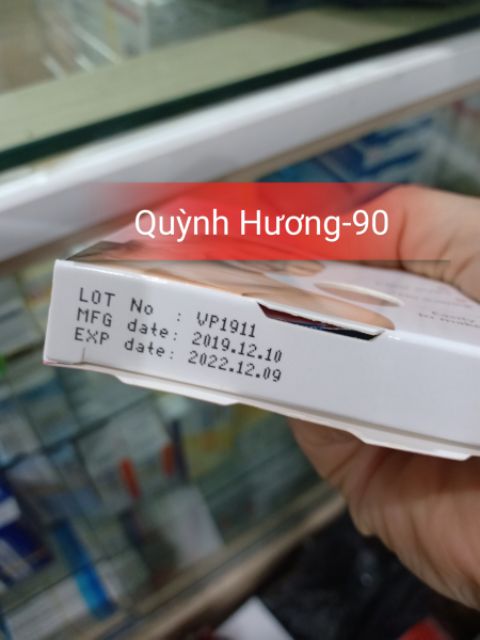 Quỳnh Hương-90
LOT No : VP1911
MFG date: 2019.12.10
EXP date: 2022.12.09